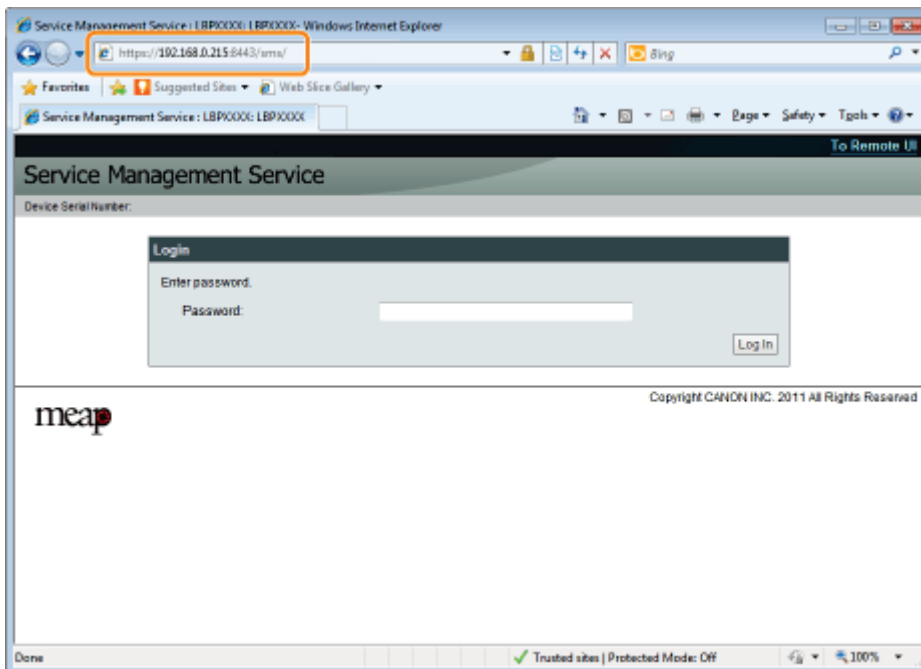 Service Management Service : LBPXXXX: LBPXXXX- Windows Internet Explorer
https://192.168.0.215:8443/sms/
Bing
Favorites Suggested Sites Web Slice Gallery
Service Management Service : LBPXXXX: LBPXXXX
Page Safety Tools
To Remote UI
Service Management Service
Device Serial Number:
Login
Enter password.
Password:
Log In
Copyright CANON INC. 2011 All Rights Reserved
meap
Done
Trusted sites | Protected Mode: Off
100%